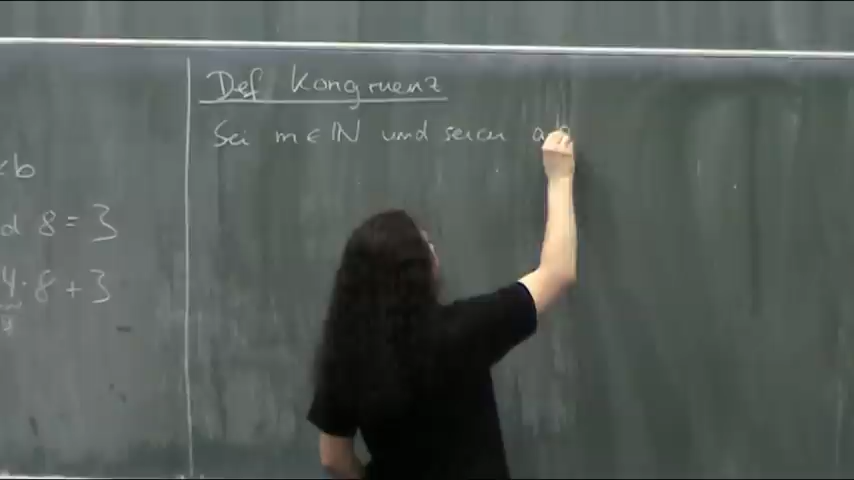 Def Kongruenz
Sei m ∈ ℕ und seien a b
< b
d 8 = 3
4 · 8 + 3